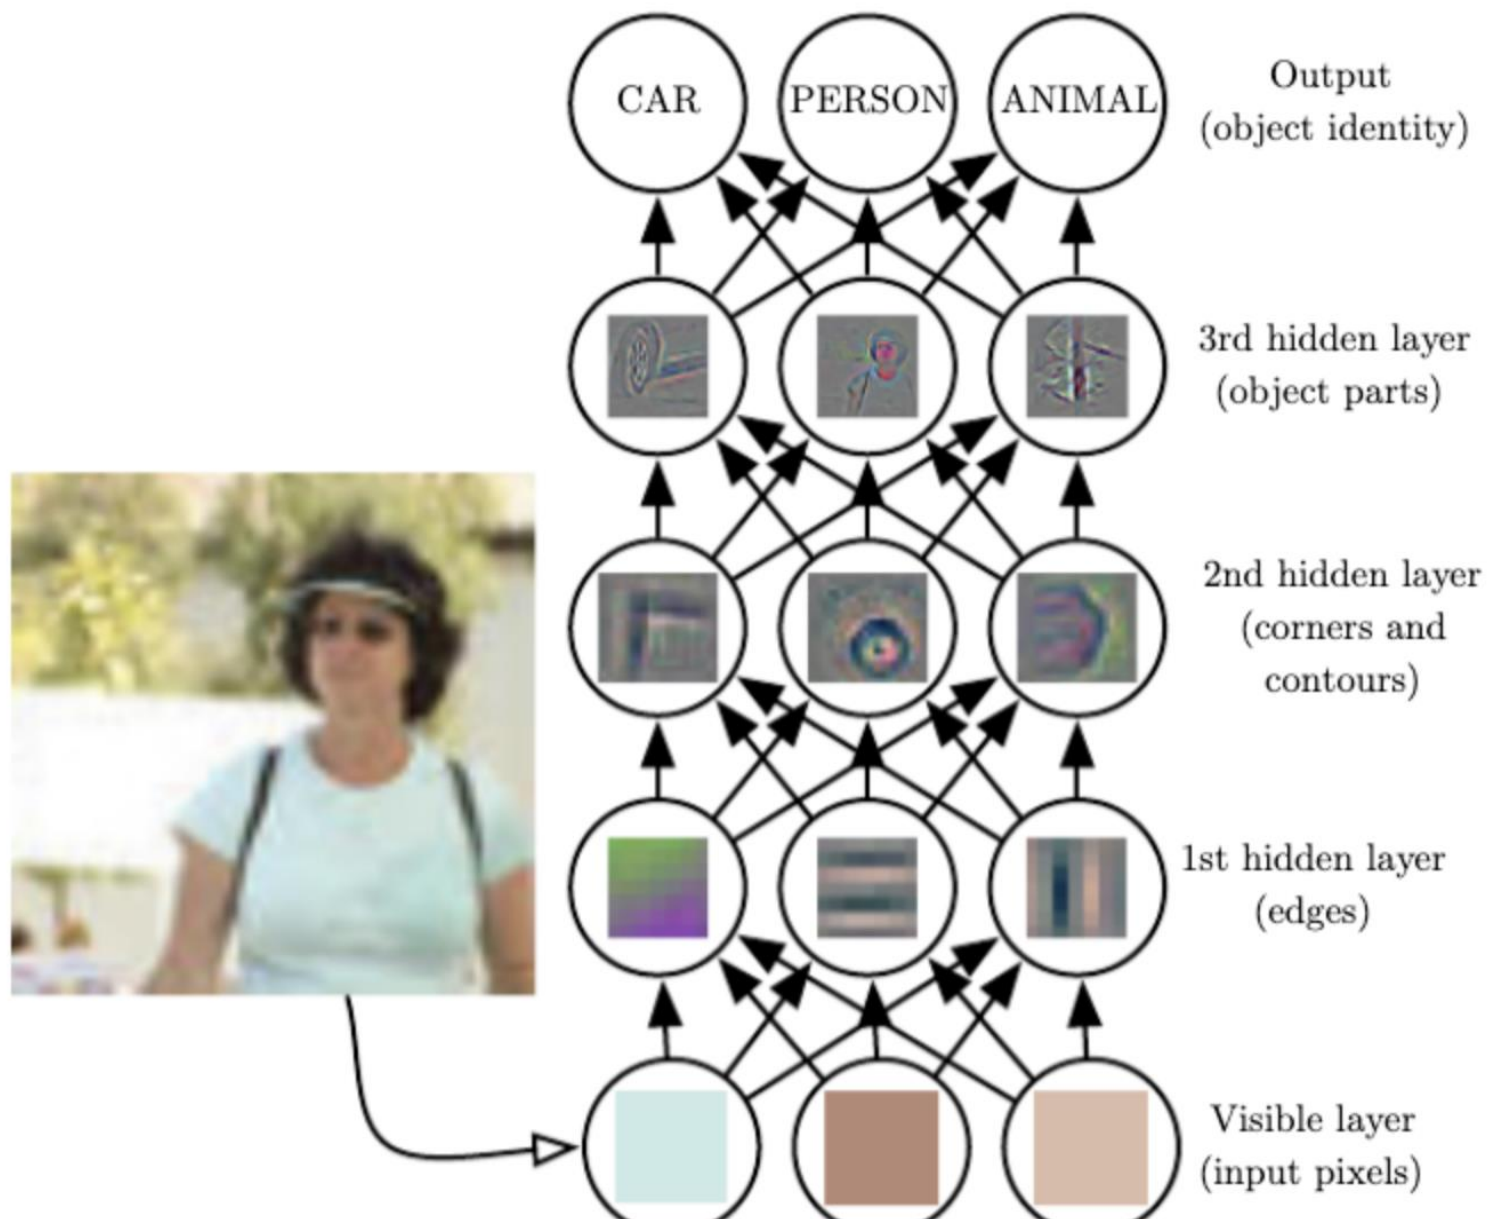 CAR
PERSON
ANIMAL
Output
(object identity)
3rd hidden layer
(object parts)
2nd hidden layer
(corners and
contours)
1st hidden layer
(edges)
Visible layer
(input pixels)